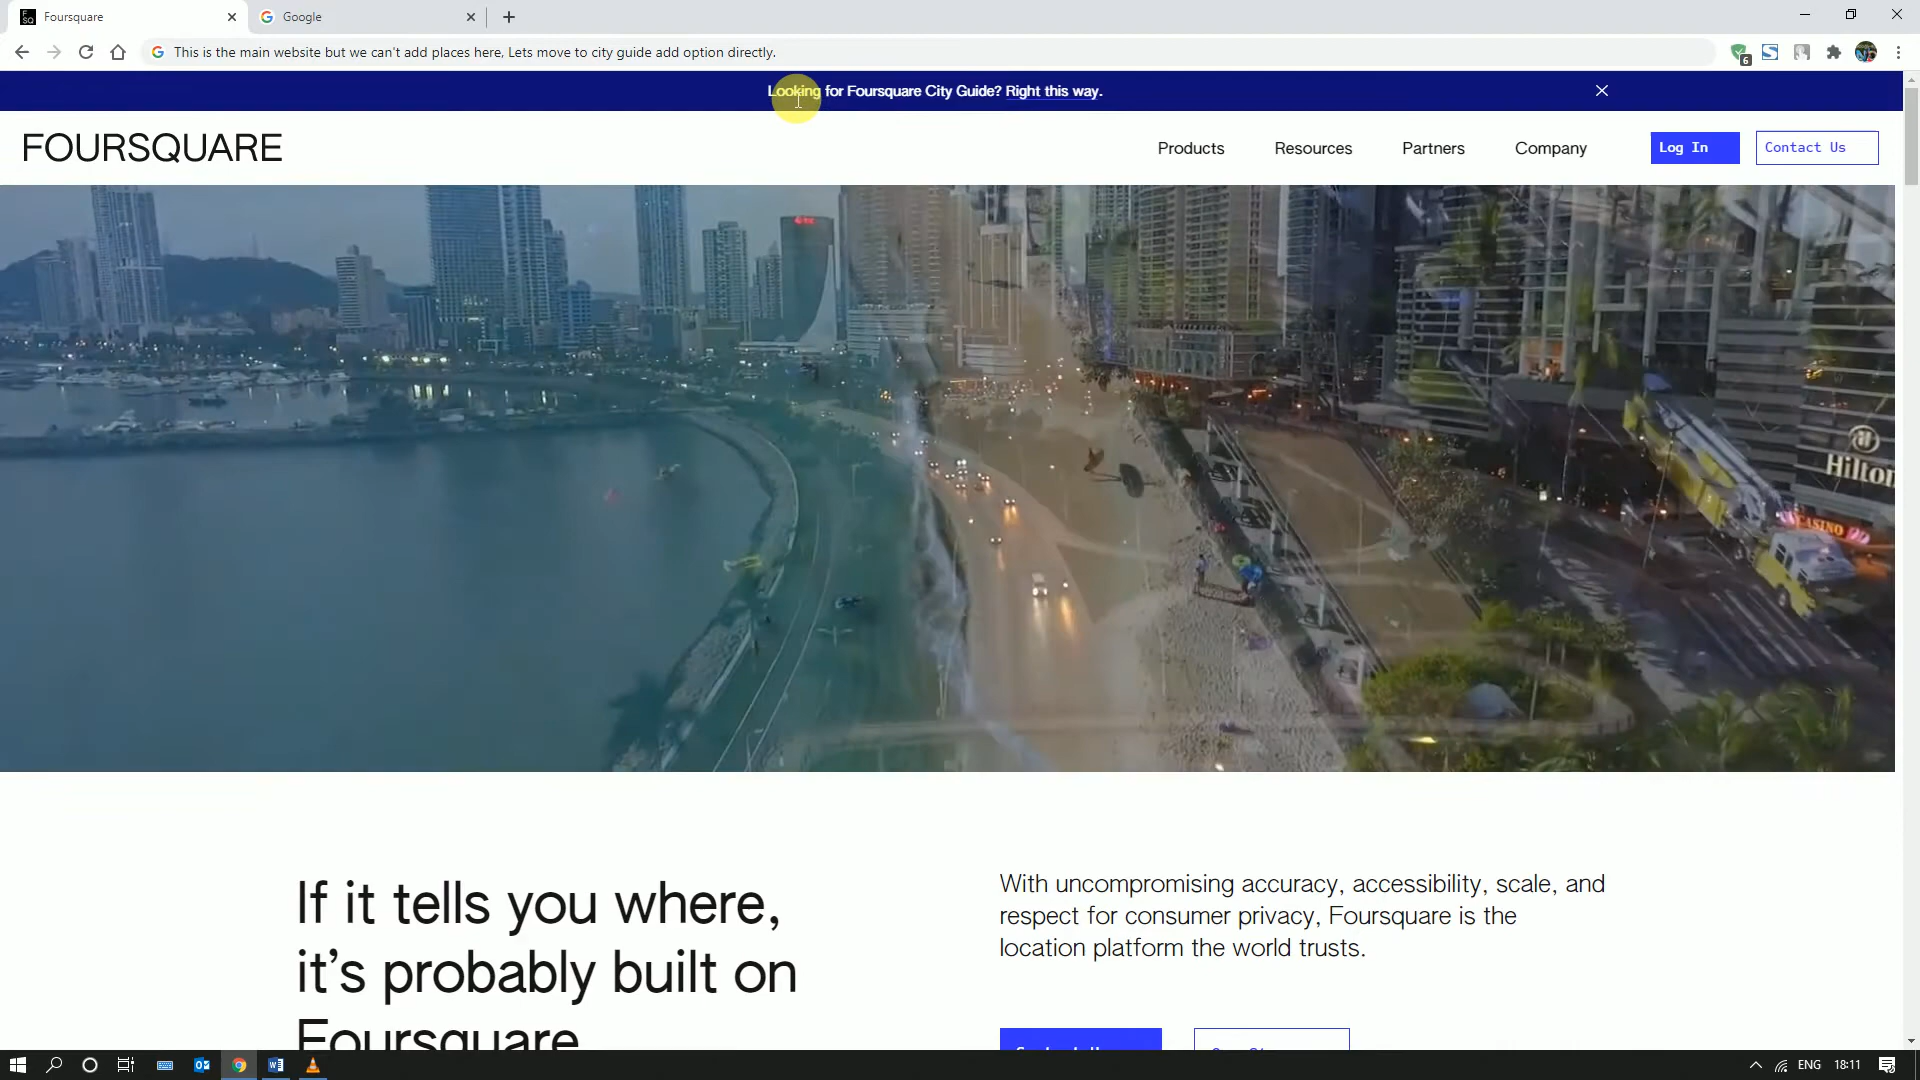 Foursquare
Google
This is the main website but we can't add places here, Lets move to city guide add option directly.
6
Looking for Foursquare City Guide? Right this way.
FOURSQUARE
Products
Resources
Partners
Company
Log In
Contact Us
Hilton
CASINO
If it tells you where,
it's probably built on
Foursquare
With uncompromising accuracy, accessibility, scale, and
respect for consumer privacy, Foursquare is the
location platform the world trusts.
ENG
18:11